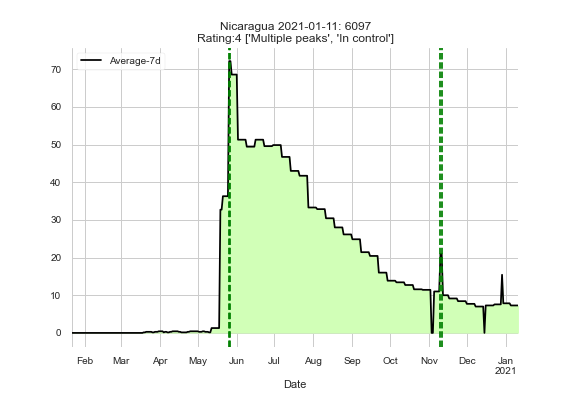 Nicaragua 2021-01-11: 6097
Rating:4 ['Multiple peaks', 'In control']
Average-7d
70
60
50
40
30
20
10
0
Feb Mar Apr May Jun Jul Aug Sep Oct Nov Dec Jan
2021
Date